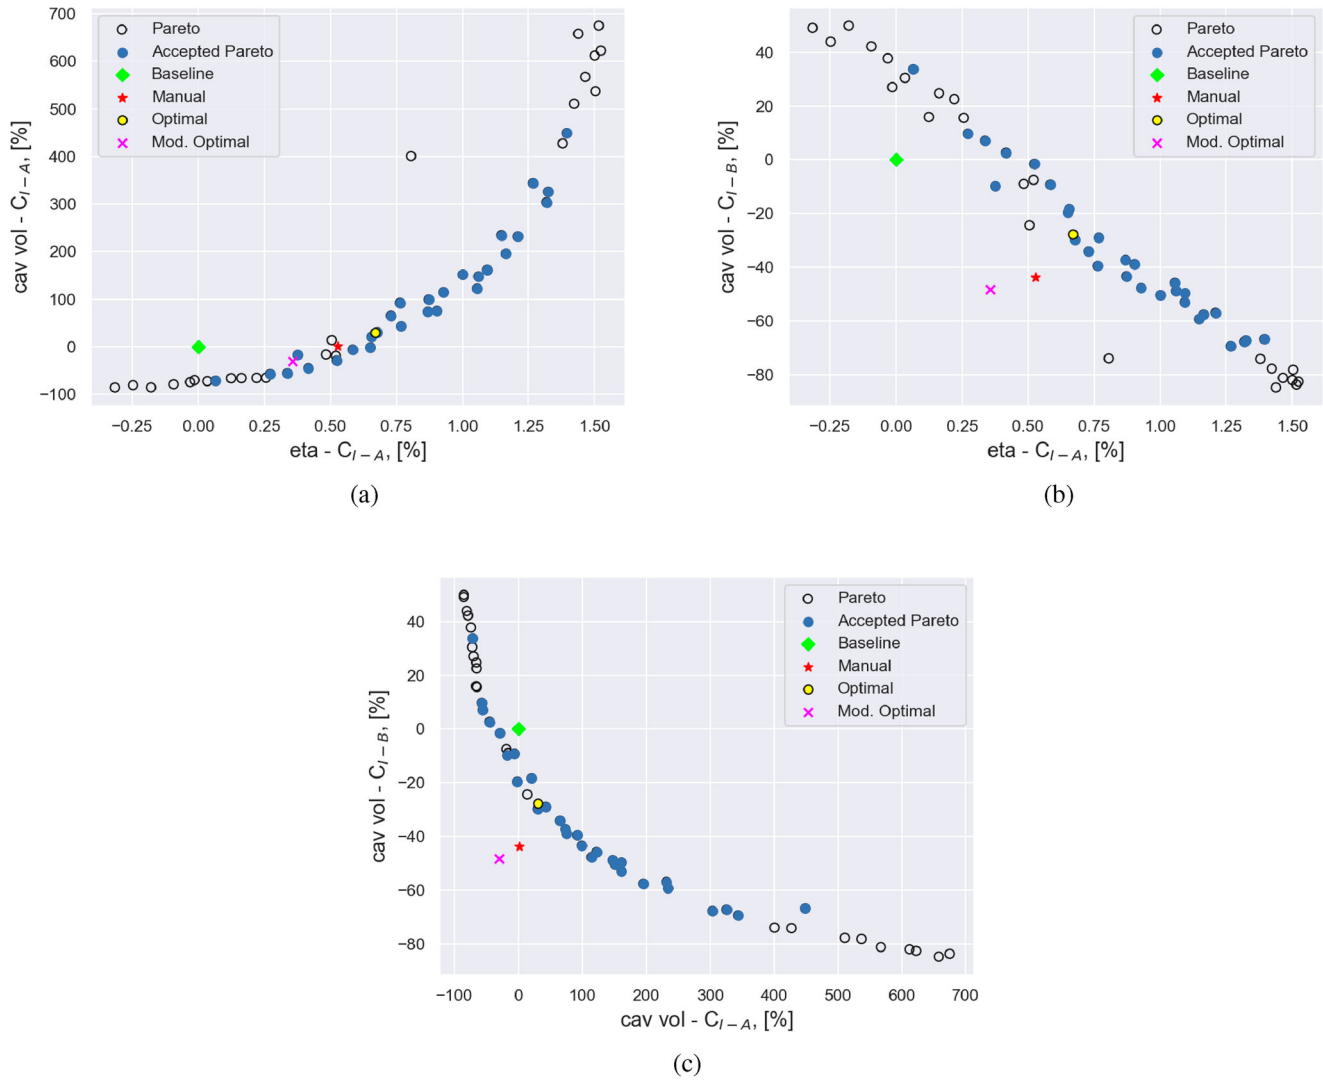 700
600
500
400
300
200
100
0
−100
cav vol - C_{I − A}, [%]
Pareto
Accepted Pareto
Baseline
Manual
Optimal
Mod. Optimal
−0.25 0.00 0.25 0.50 0.75 1.00 1.25 1.50
eta - C_{I − A}, [%]
(a)
40
20
0
−20
−40
−60
−80
cav vol - C_{I − B}, [%]
Pareto
Accepted Pareto
Baseline
Manual
Optimal
Mod. Optimal
−0.25 0.00 0.25 0.50 0.75 1.00 1.25 1.50
eta - C_{I − A}, [%]
(b)
40
20
0
−20
−40
−60
−80
cav vol - C_{I − B}, [%]
Pareto
Accepted Pareto
Baseline
Manual
Optimal
Mod. Optimal
−100 0 100 200 300 400 500 600 700
cav vol - C_{I − A}, [%]
(c)